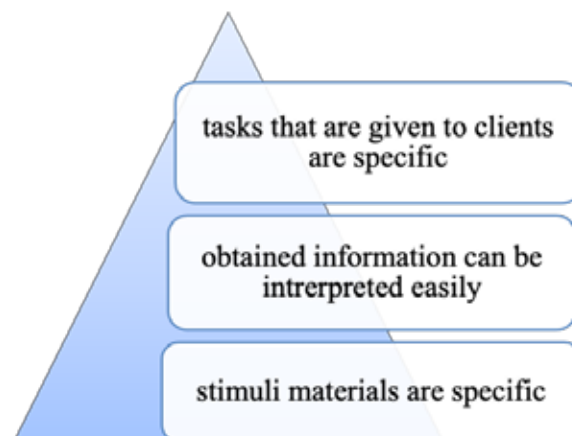 tasks that are given to clients
are specific
obtained information can be
intrerpreted easily
stimuli materials are specific